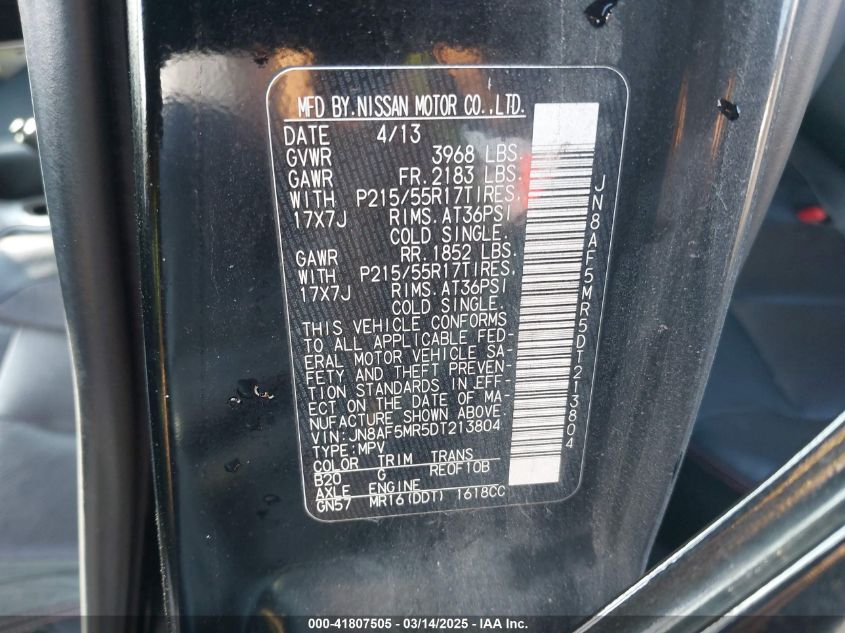 MFD BY.NISSAN MOTOR CO.,LTD.
DATE 4/13
GVWR 3968 LBS.
GAWR FR.2183 LBS.
WITH P215/55R17TIRES,
17X7J RIMS.AT36PSI
COLD SINGLE.
GAWR RR.1852 LBS.
WITH P215/55R17TIRES,
17X7J RIMS.AT36PSI
COLD SINGLE.
THIS VEHICLE CONFORMS
TO ALL APPLICABLE FED-
ERAL MOTOR VEHICLE SA-
FETY AND THEFT PREVEN-
TION STANDARDS IN EFF-
ECT ON THE DATE OF MA-
NUFACTURE SHOWN ABOVE.
VIN:JN8AF5MR5DT213804
TYPE:MPV
COLOR TRIM TRANS
B20 G RE0F10B
AXLE ENGINE
GN57 MR16(DDT) 1618CC
JN8AF5MR5DT213804
000-41807505 - 03/14/2025 - IAAI.com